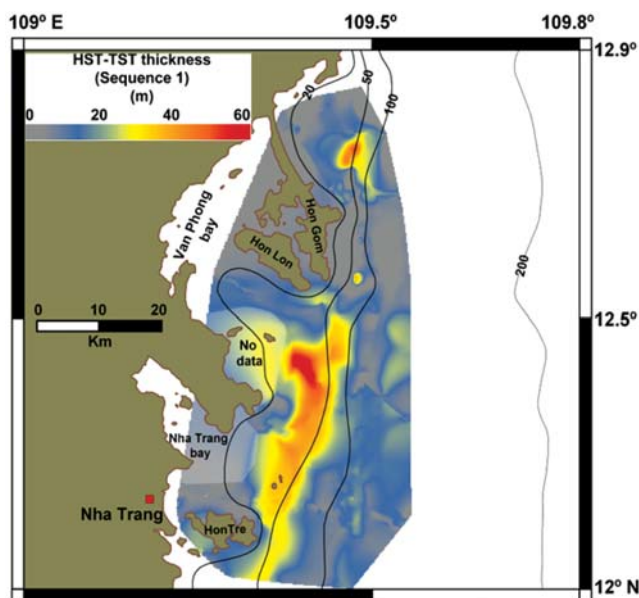 109° E
109.5°
109.8°
12.9°
HST-TST thickness
(Sequence 1)
(m)
0 20 40 60
20
50
100
Van Phong
bay
Hon Gom
Hon Lon
200
0 10 20
Km
12.5°
No
data
Nha Trang
bay
Nha Trang
HonTre
12° N